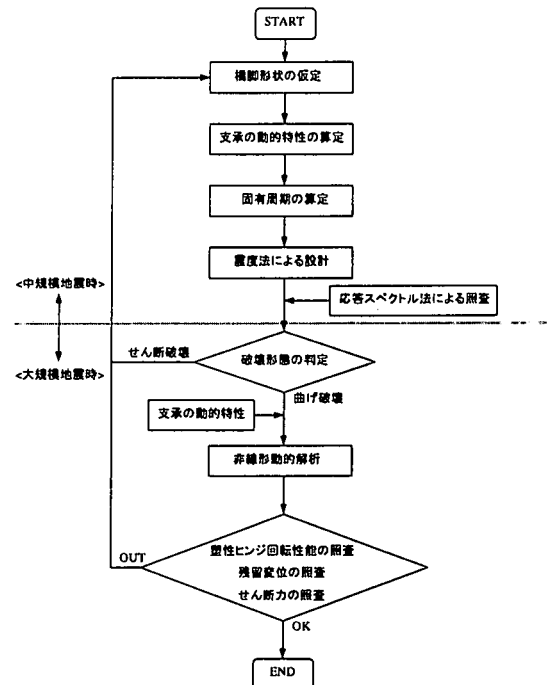 START
橋脚形状の仮定
支承の動的特性の算定
固有周期の算定
震度法による設計
<中規模地震時>
応答スペクトル法による照査
せん断破壊
破壊形態の判定
<大規模地震時>
曲げ破壊
支承の動的特性
非線形動的解析
OUT
塑性ヒンジ回転性能の照査
残留変位の照査
せん断力の照査
OK
END